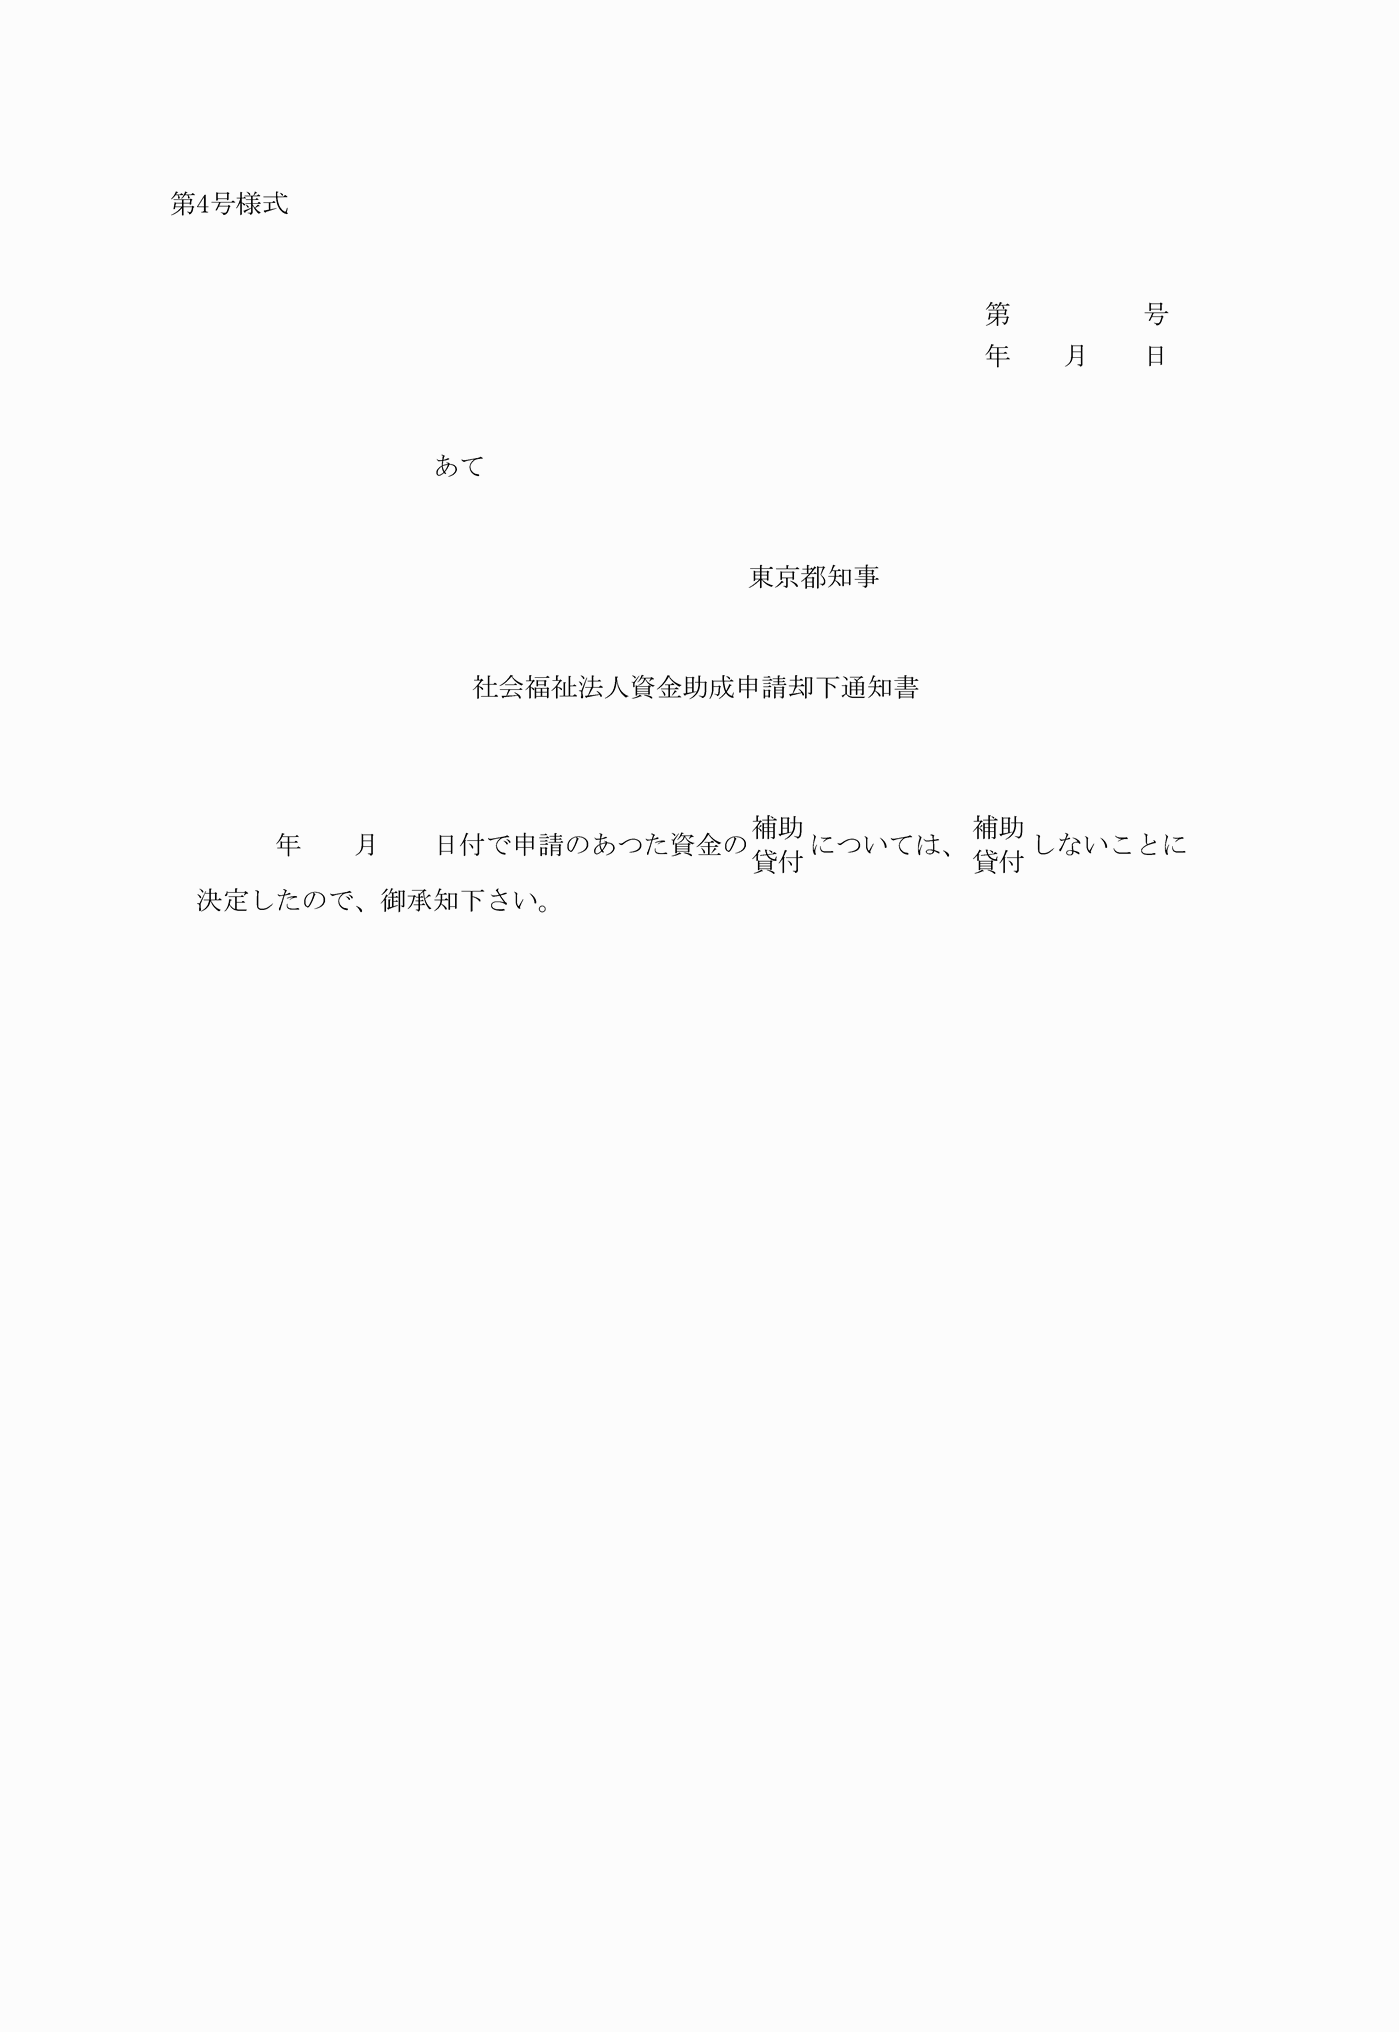 第4号様式
第　　　　　号
年　　月　　日
あて
東京都知事
社会福祉法人資金助成申請却下通知書
年　　月　　日付で申請のあつた資金の補助貸付については、補助貸付しないことに
決定したので、御承知下さい。